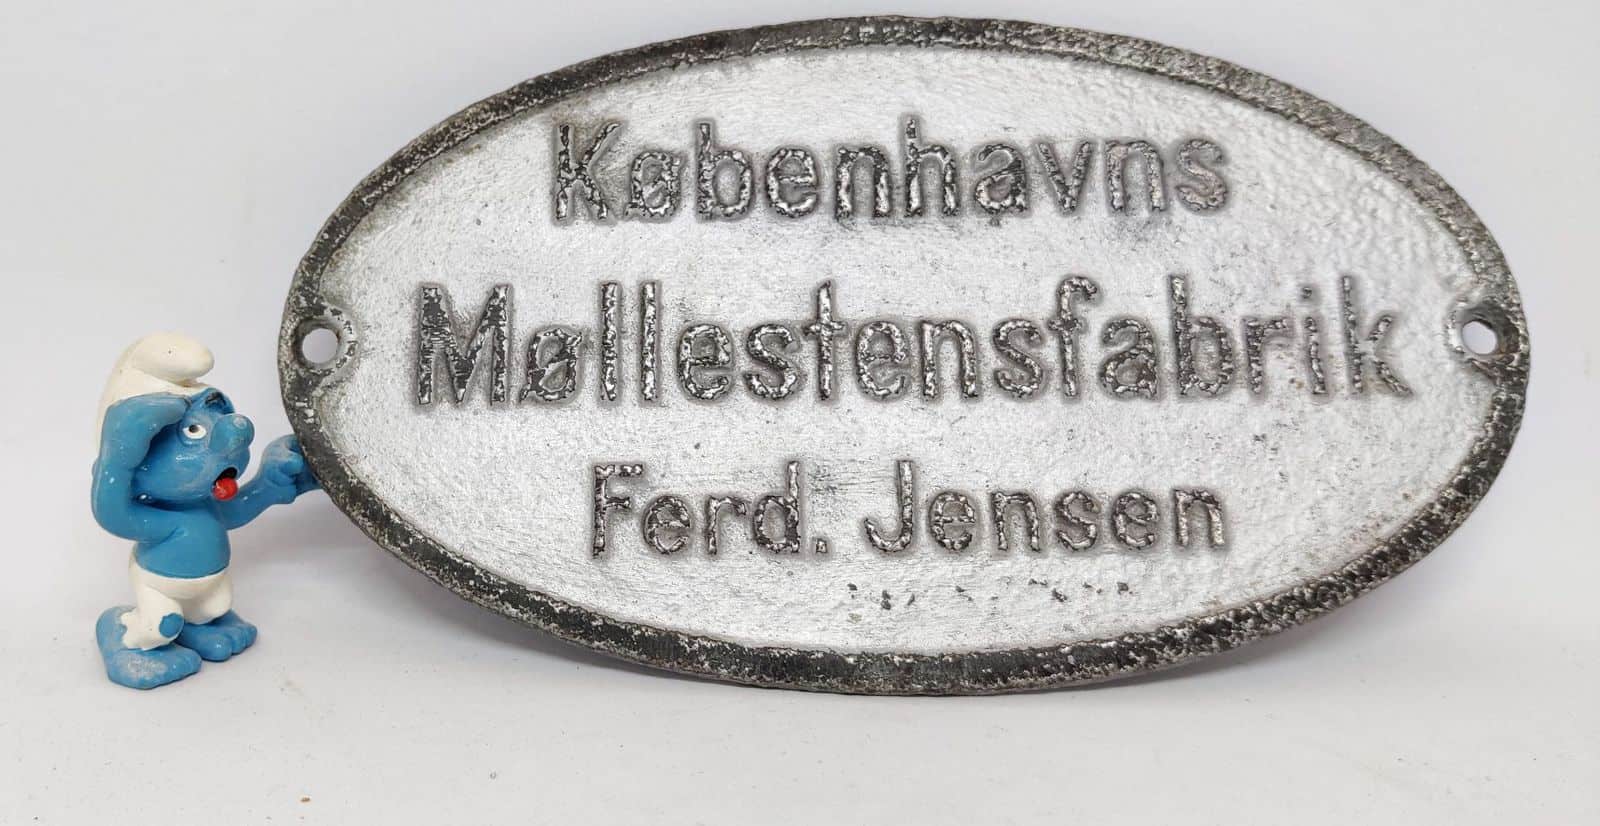 Københavns
Møllestensfabrik
Ferd. Jensen